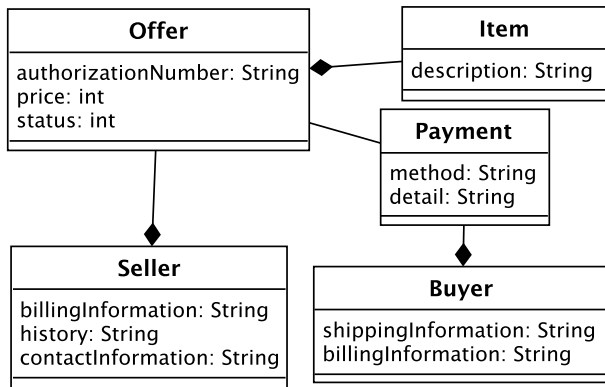 Offer
authorizationNumber: String
price: int
status: int
Item
description: String
Payment
method: String
detail: String
Seller
billingInformation: String
history: String
contactInformation: String
Buyer
shippingInformation: String
billingInformation: String